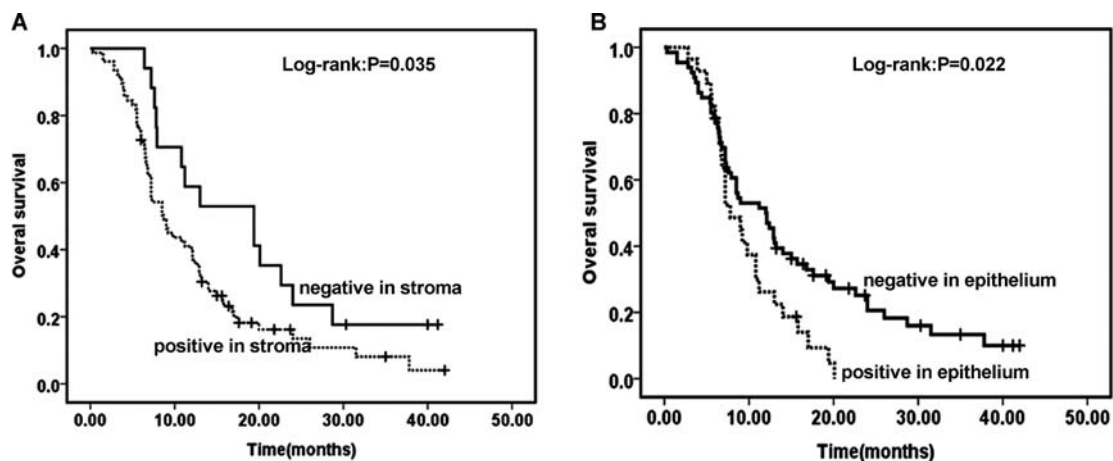 A
Log-rank:P=0.035
Overal survival
1.0
0.8
0.6
0.4
0.2
0.0
negative in stroma
positive in stroma
0.00 10.00 20.00 30.00 40.00 50.00
Time(months)
B
Log-rank:P=0.022
Overal survival
1.0
0.8
0.6
0.4
0.2
0.0
negative in epithelium
positive in epithelium
0.00 10.00 20.00 30.00 40.00 50.00
Time(months)